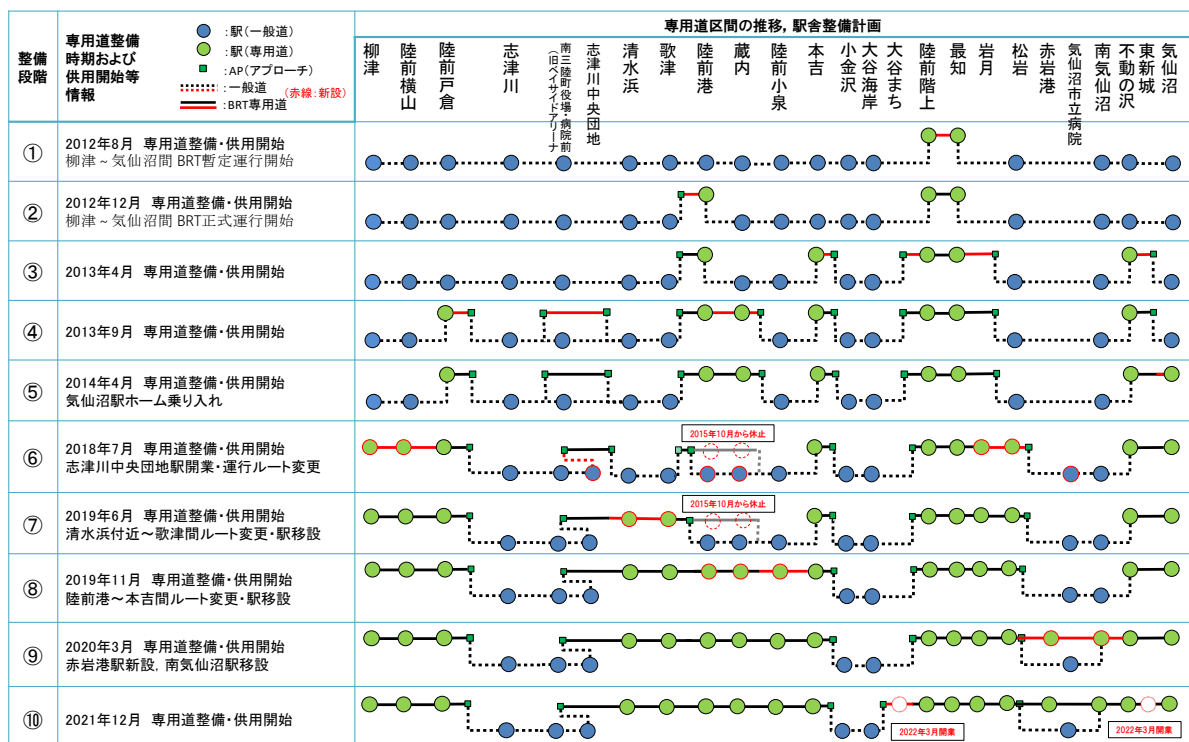 専用道区間の推移, 駅舎整備計画
整備
段階
専用道整備
時期および
供用開始等
情報
:駅(一般道)
:駅(専用道)
:AP(アプローチ)
:一般道
(赤線:新設)
:BRT専用道
柳津
陸前横山
陸前戸倉
志津川
南三陸町役場・病院前
(旧ベイサイドアリーナ
志津川中央団地
清水浜
歌津
陸前港
蔵内
陸前小泉
本吉
小金沢
大谷海岸
大谷まち
陸前階上
最知
岩月
松岩
赤岩港
気仙沼市立病院
南気仙沼
不動の沢
東新城
気仙沼
①
2012年8月 専用道整備・供用開始
柳津~気仙沼間 BRT暫定運行開始
②
2012年12月 専用道整備・供用開始
柳津~気仙沼間 BRT正式運行開始
③
2013年4月 専用道整備・供用開始
④
2013年9月 専用道整備・供用開始
⑤
2014年4月 専用道整備・供用開始
気仙沼駅ホーム乗り入れ
⑥
2018年7月 専用道整備・供用開始
志津川中央団地駅開業・運行ルート変更
2015年10月から休止
⑦
2019年6月 専用道整備・供用開始
清水浜付近~歌津間ルート変更・駅移設
2015年10月から休止
⑧
2019年11月 専用道整備・供用開始
陸前港~本吉間ルート変更・駅移設
⑨
2020年3月 専用道整備・供用開始
赤岩港駅新設, 南気仙沼駅移設
⑩
2021年12月 専用道整備・供用開始
2022年3月開業
2022年3月開業